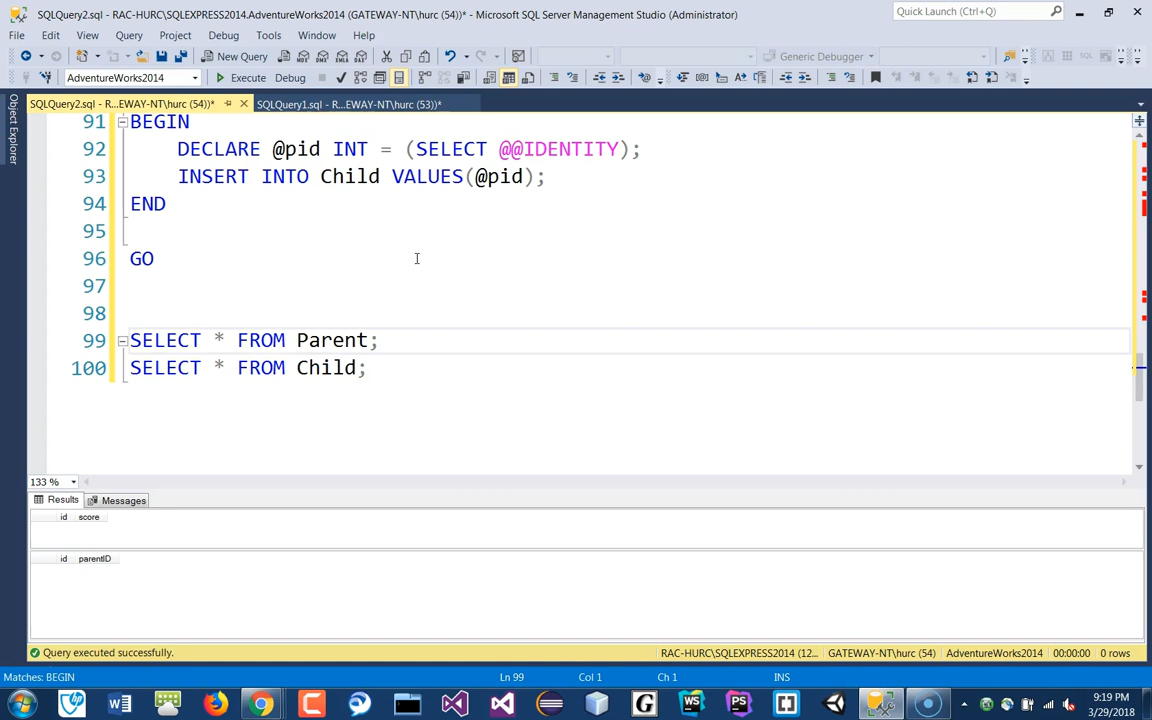 SQLQuery2.sql - RAC-HURC\SQLEXPRESS2014.AdventureWorks2014 (GATEWAY-NT\hurc (54))* - Microsoft SQL Server Management Studio (Administrator)
Quick Launch (Ctrl+Q)
File Edit View Query Project Debug Tools Window Help
New Query
Generic Debugger
AdventureWorks2014
Execute Debug
SQLQuery2.sql - R...EWAY-NT\hurc (54))*
SQLQuery1.sql - R...EWAY-NT\hurc (53))*
Object Explorer
91 BEGIN
92 DECLARE @pid INT = (SELECT @@IDENTITY);
93 INSERT INTO Child VALUES(@pid);
94 END
95
96 GO
97
98
99 SELECT * FROM Parent;
100 SELECT * FROM Child;
133 %
Results Messages
id score
id parentID
Query executed successfully.
RAC-HURC\SQLEXPRESS2014 (12... GATEWAY-NT\hurc (54) AdventureWorks2014 00:00:00 0 rows
Matches: BEGIN
Ln 99 Col 1 Ch 1 INS
9:19 PM
3/29/2018